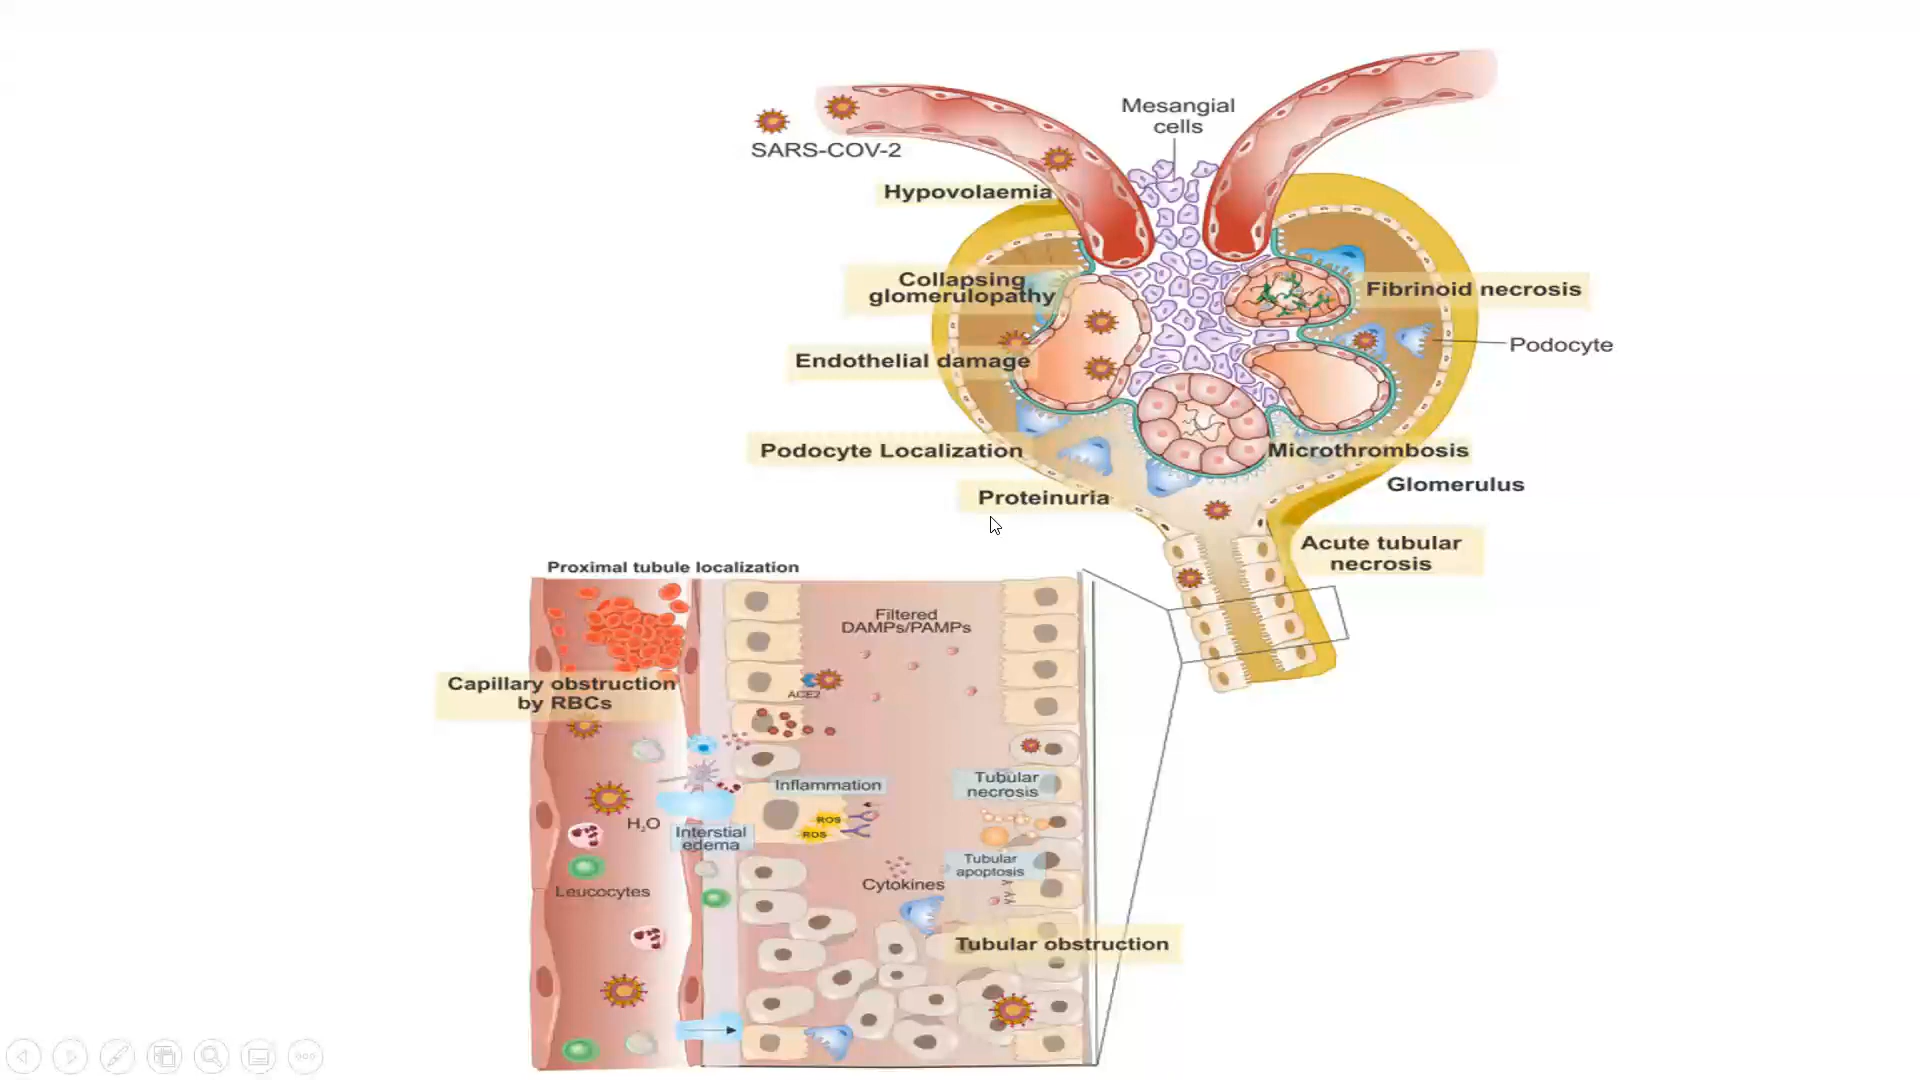 Mesangial
cells
SARS-COV-2
Hypovolaemia
Collapsing
glomerulopathy
Fibrinoid necrosis
Podocyte
Endothelial damage
Podocyte Localization
Microthrombosis
Glomerulus
Proteinuria
Acute tubular
necrosis
Proximal tubule localization
Filtered
DAMPs/PAMPs
Capillary obstruction
by RBCs
ACE2
Inflammation
Tubular
necrosis
ROS
ROS
H2O
Interstial
edema
Tubular
apoptosis
Cytokines
Leucocytes
Tubular obstruction